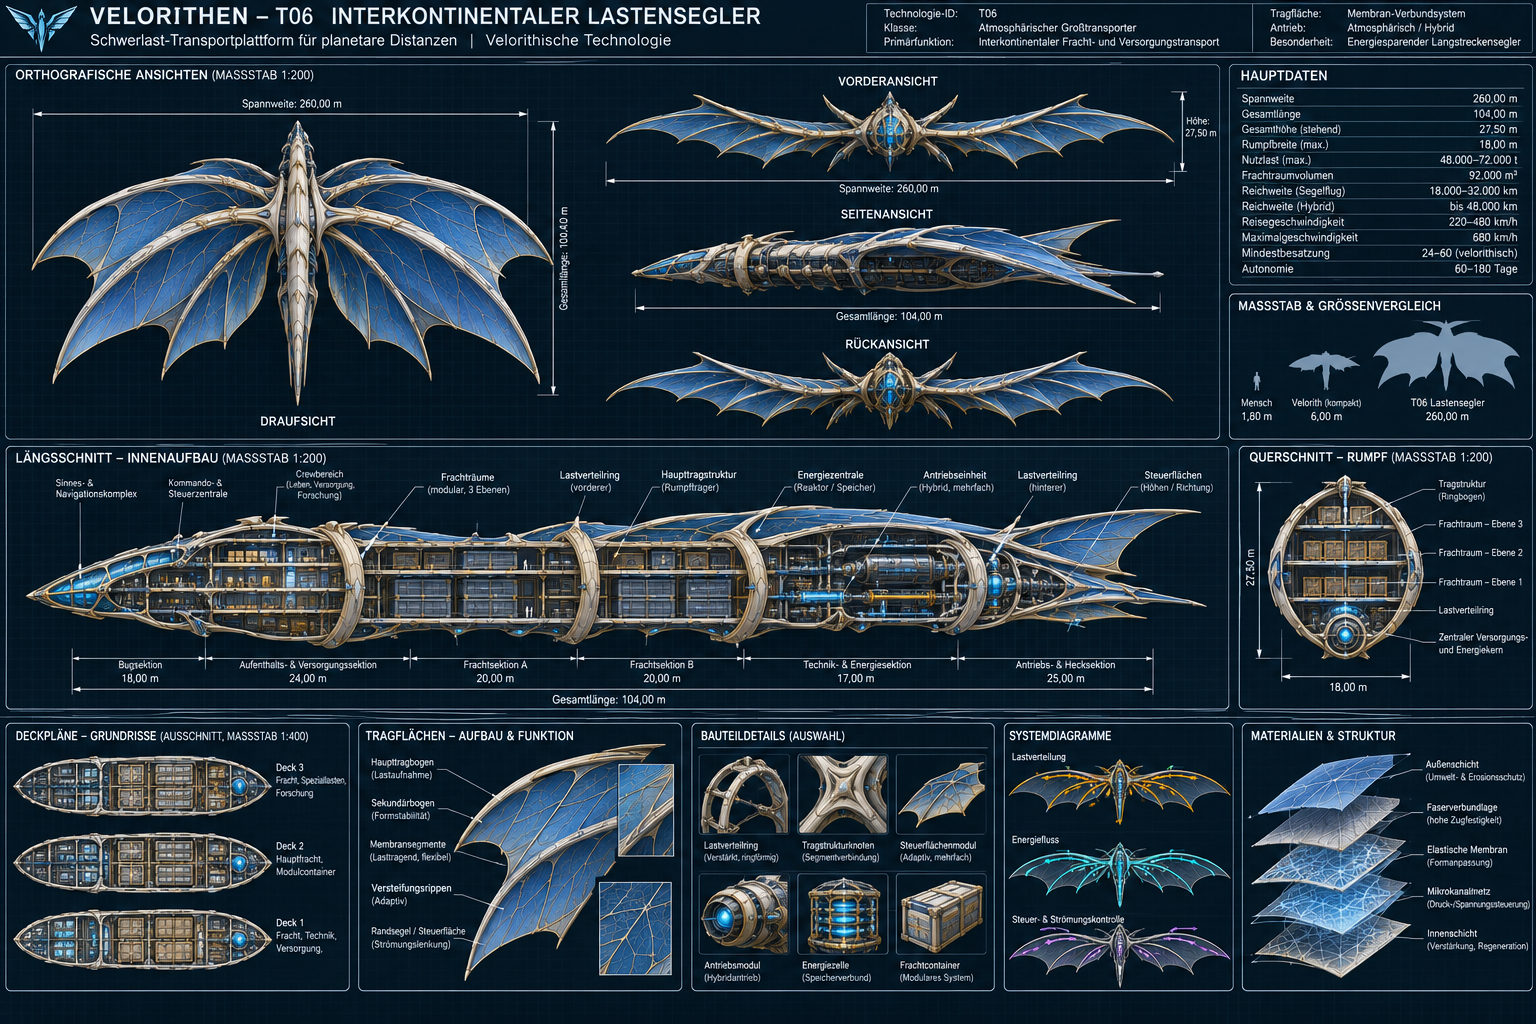 VELORITHEN – T06 INTERKONTINENTALER LASTENSEGLER
Schwerlast-Transportplattform für planetare Distanzen | Velorithische Technologie
Technologie-ID: T06
Klasse: Atmosphärischer Großtransporter
Primärfunktion: Interkontinentaler Fracht- und Versorgungstransport
Tragfläche: Membran-Verbundsystem
Antrieb: Atmosphärisch / Hybrid
Besonderheit: Energiesparender Langstreckensegler
ORTHOGRAFISCHE ANSICHTEN (MASSSTAB 1:200)
Spannweite: 260,00 m
Gesamtlänge:
DRAUFSICHT
VORDERANSICHT
Höhe:
27,50 m
Spannweite: 260,00 m
SEITENANSICHT
Gesamtlänge: 104,00 m
RÜCKANSICHT
HAUPTDATEN
Spannweite 260,00 m
Gesamtlänge 104,00 m
Gesamthöhe (stehend) 27,50 m
Rumpfbreite (max.) 18,00 m
Nutzlast (max.) 48.000–72.000 t
Frachtraumvolumen 92.000 m³
Reichweite (Segelflug) 18.000–32.000 km
Reichweite (Hybrid) bis 48.000 km
Reisegeschwindigkeit 220–480 km/h
Maximalgeschwindigkeit 680 km/h
Mindestbesatzung 24–60 (velorithisch)
Autonomie 60–180 Tage
MASSSTAB & GRÖSSENVERGLEICH
Mensch
1,80 m
Velorith (kompakt)
6,00 m
T06 Lastensegler
260,00 m
LÄNGSSCHNITT – INNENAUFBAU (MASSSTAB 1:200)
Sinnes- &
Navigationskomplex
Kommando- &
Steuerzentrale
Crewbereich
(Leben, Versorgung,
Forschung)
Frachträume
(modular, 3 Ebenen)
Lastverteilring
(vorderer)
Haupttragstruktur
(Rumpfträger)
Energiezentrale
(Reaktor / Speicher)
Antriebseinheit
(Hybrid, mehrfach)
Lastverteilring
(hinterer)
Steuerflächen
(Höhen / Richtung)
Bugsektion
18,00 m
Aufenthalts- & Versorgungssektion
24,00 m
Frachtsektion A
20,00 m
Frachtsektion B
20,00 m
Technik- & Energiesektion
17,00 m
Antriebs- & Hecksektion
25,00 m
Gesamtlänge: 104,00 m
QUERSCHNITT – RUMPF (MASSSTAB 1:200)
27,50 m
Tragstruktur
(Ringbogen)
Frachtraum – Ebene 3
Frachtraum – Ebene 2
Frachtraum – Ebene 1
Lastverteilring
Zentraler Versorgungs-
und Energiekern
18,00 m
DECKPLÄNE – GRUNDRISSE (AUSSCHNITT, MASSSTAB 1:400)
Deck 3
Fracht, Speziallasten,
Forschung
Deck 2
Hauptfracht,
Modulcontainer
Deck 1
Fracht, Technik,
Versorgung,
TRAGFLÄCHEN – AUFBAU & FUNKTION
Haupttragbogen
(Lastaufnahme)
Sekundärbogen
(Formstabilität)
Membransegmente
(Lasttragend, flexibel)
Versteifungsrippen
(Adaptiv)
Randsegel / Steuerfläche
(Strömungslenkung)
BAUTEILDETAILS (AUSWAHL)
Lastverteilring
(Verstärkt, ringförmig)
Tragstrukturknoten
(Segmentverbindung)
Steuerflächenmodul
(Adaptiv, mehrfach)
Antriebsmodul
(Hybridantrieb)
Energiezelle
(Speicherverbund)
Frachtcontainer
(Modulares System)
SYSTEMDIAGRAMME
Lastverteilung
Energiefluss
Steuer- & Strömungskontrolle
MATERIALIEN & STRUKTUR
Außenschicht
(Umwelt- & Erosionsschutz)
Faserverbundlage
(hohe Zugfestigkeit)
Elastische Membran
(Formanpassung)
Mikrokanalnetz
(Druck-/Spannungssteuerung)
Innenschicht
(Verstärkung, Regeneration)